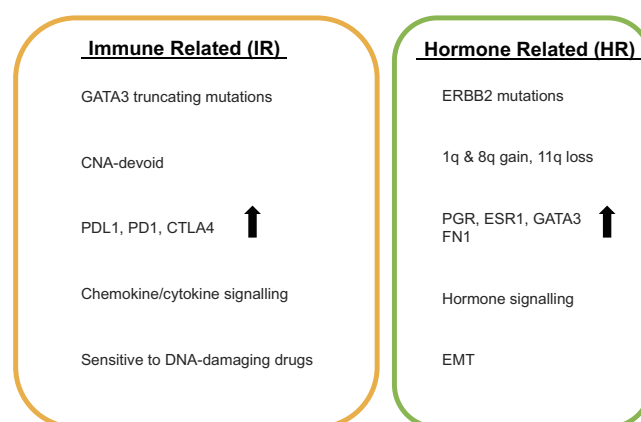 Immune Related (IR)
GATA3 truncating mutations
CNA-devoid
PDL1, PD1, CTLA4
Chemokine/cytokine signalling
Sensitive to DNA-damaging drugs
Hormone Related (HR)
ERBB2 mutations
1q & 8q gain, 11q loss
PGR, ESR1, GATA3
FN1
Hormone signalling
EMT